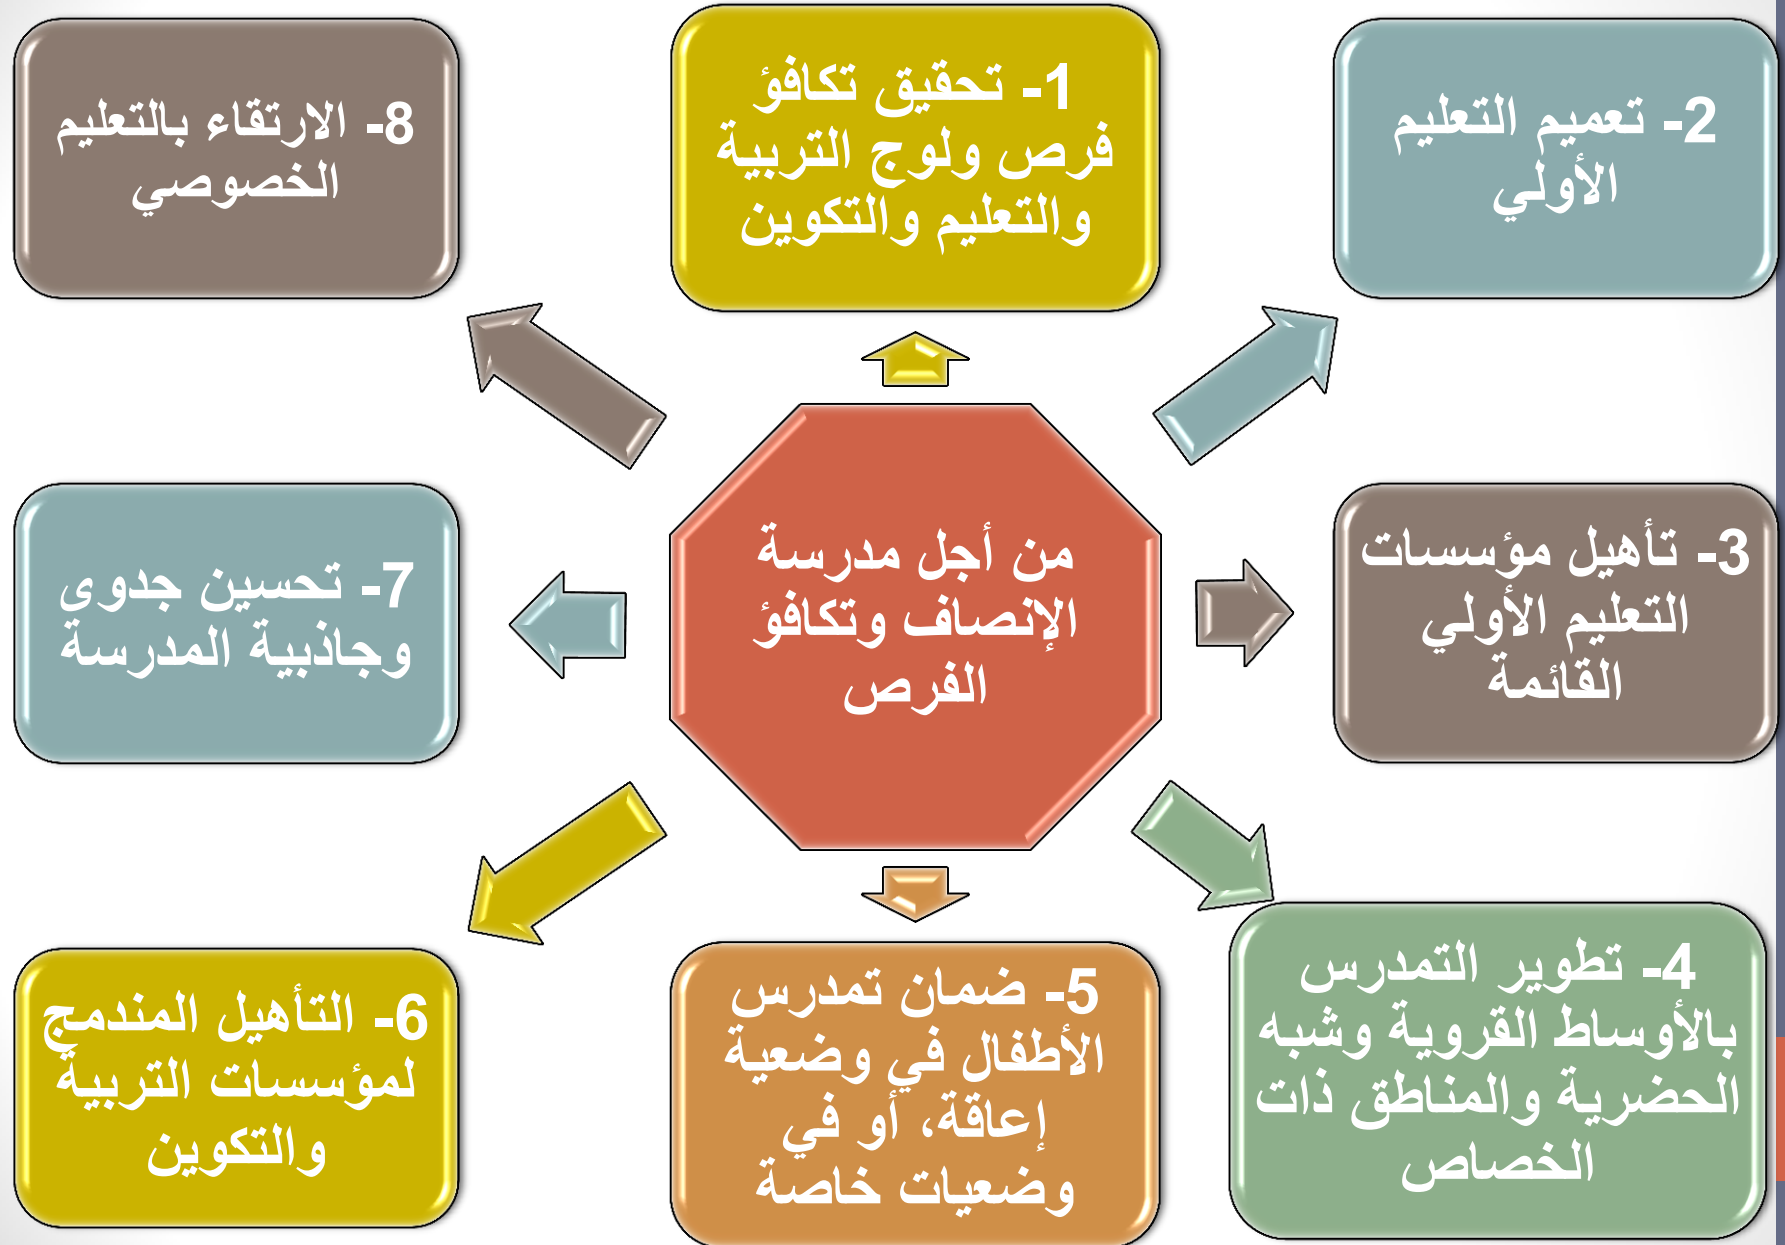 من أجل مدرسة
الإنصاف وتكافؤ
الفرص
1- تحقيق تكافؤ
فرص ولوج التربية
والتعليم والتكوين
2- تعميم التعليم
الأولي
3- تأهيل مؤسسات
التعليم الأولي
القائمة
4- تطوير التمدرس
بالأوساط القروية وشبه
الحضرية والمناطق ذات
الخصاص
5- ضمان تمدرس
الأطفال في وضعية
إعاقة، أو في
وضعيات خاصة
6- التأهيل المندمج
لمؤسسات التربية
والتكوين
7- تحسين جدوى
وجاذبية المدرسة
8- الارتقاء بالتعليم
الخصوصي